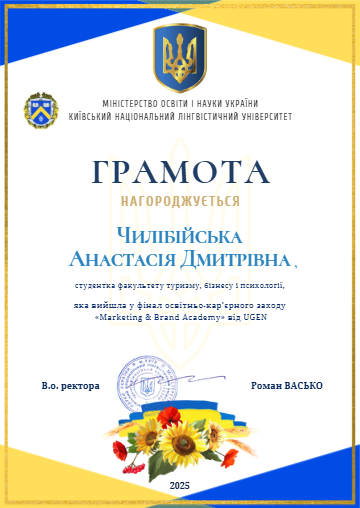 МІНІСТЕРСТВО ОСВІТИ І НАУКИ УКРАЇНИ
КИЇВСЬКИЙ НАЦІОНАЛЬНИЙ ЛІНГВІСТИЧНИЙ УНІВЕРСИТЕТ
ГРАМОТА
НАГОРОДЖУЄТЬСЯ
ЧИЛІБІЙСЬКА
АНАСТАСІЯ ДМИТРІВНА ,
студентка факультету туризму, бізнесу і психології,
яка вийшла у фінал освітньо-кар’єрного заходу
«Marketing & Brand Academy» від UGEN
В.о. ректора Роман ВАСЬКО
2025